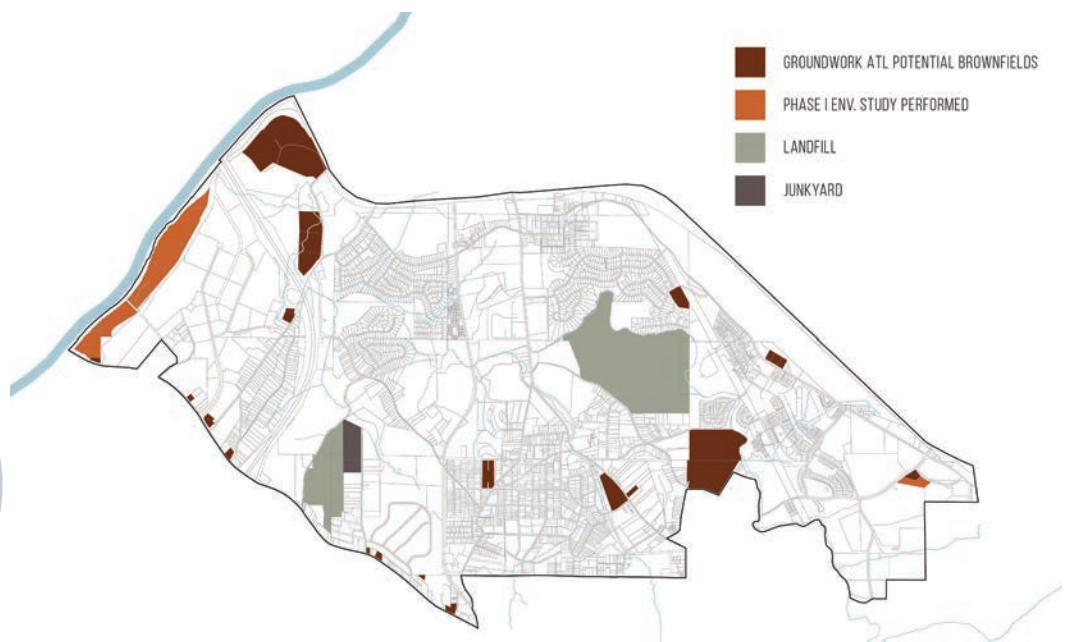 GROUNDWORK ATL POTENTIAL BROWNFIELDS
PHASE I ENV. STUDY PERFORMED
LANDFILL
JUNKYARD